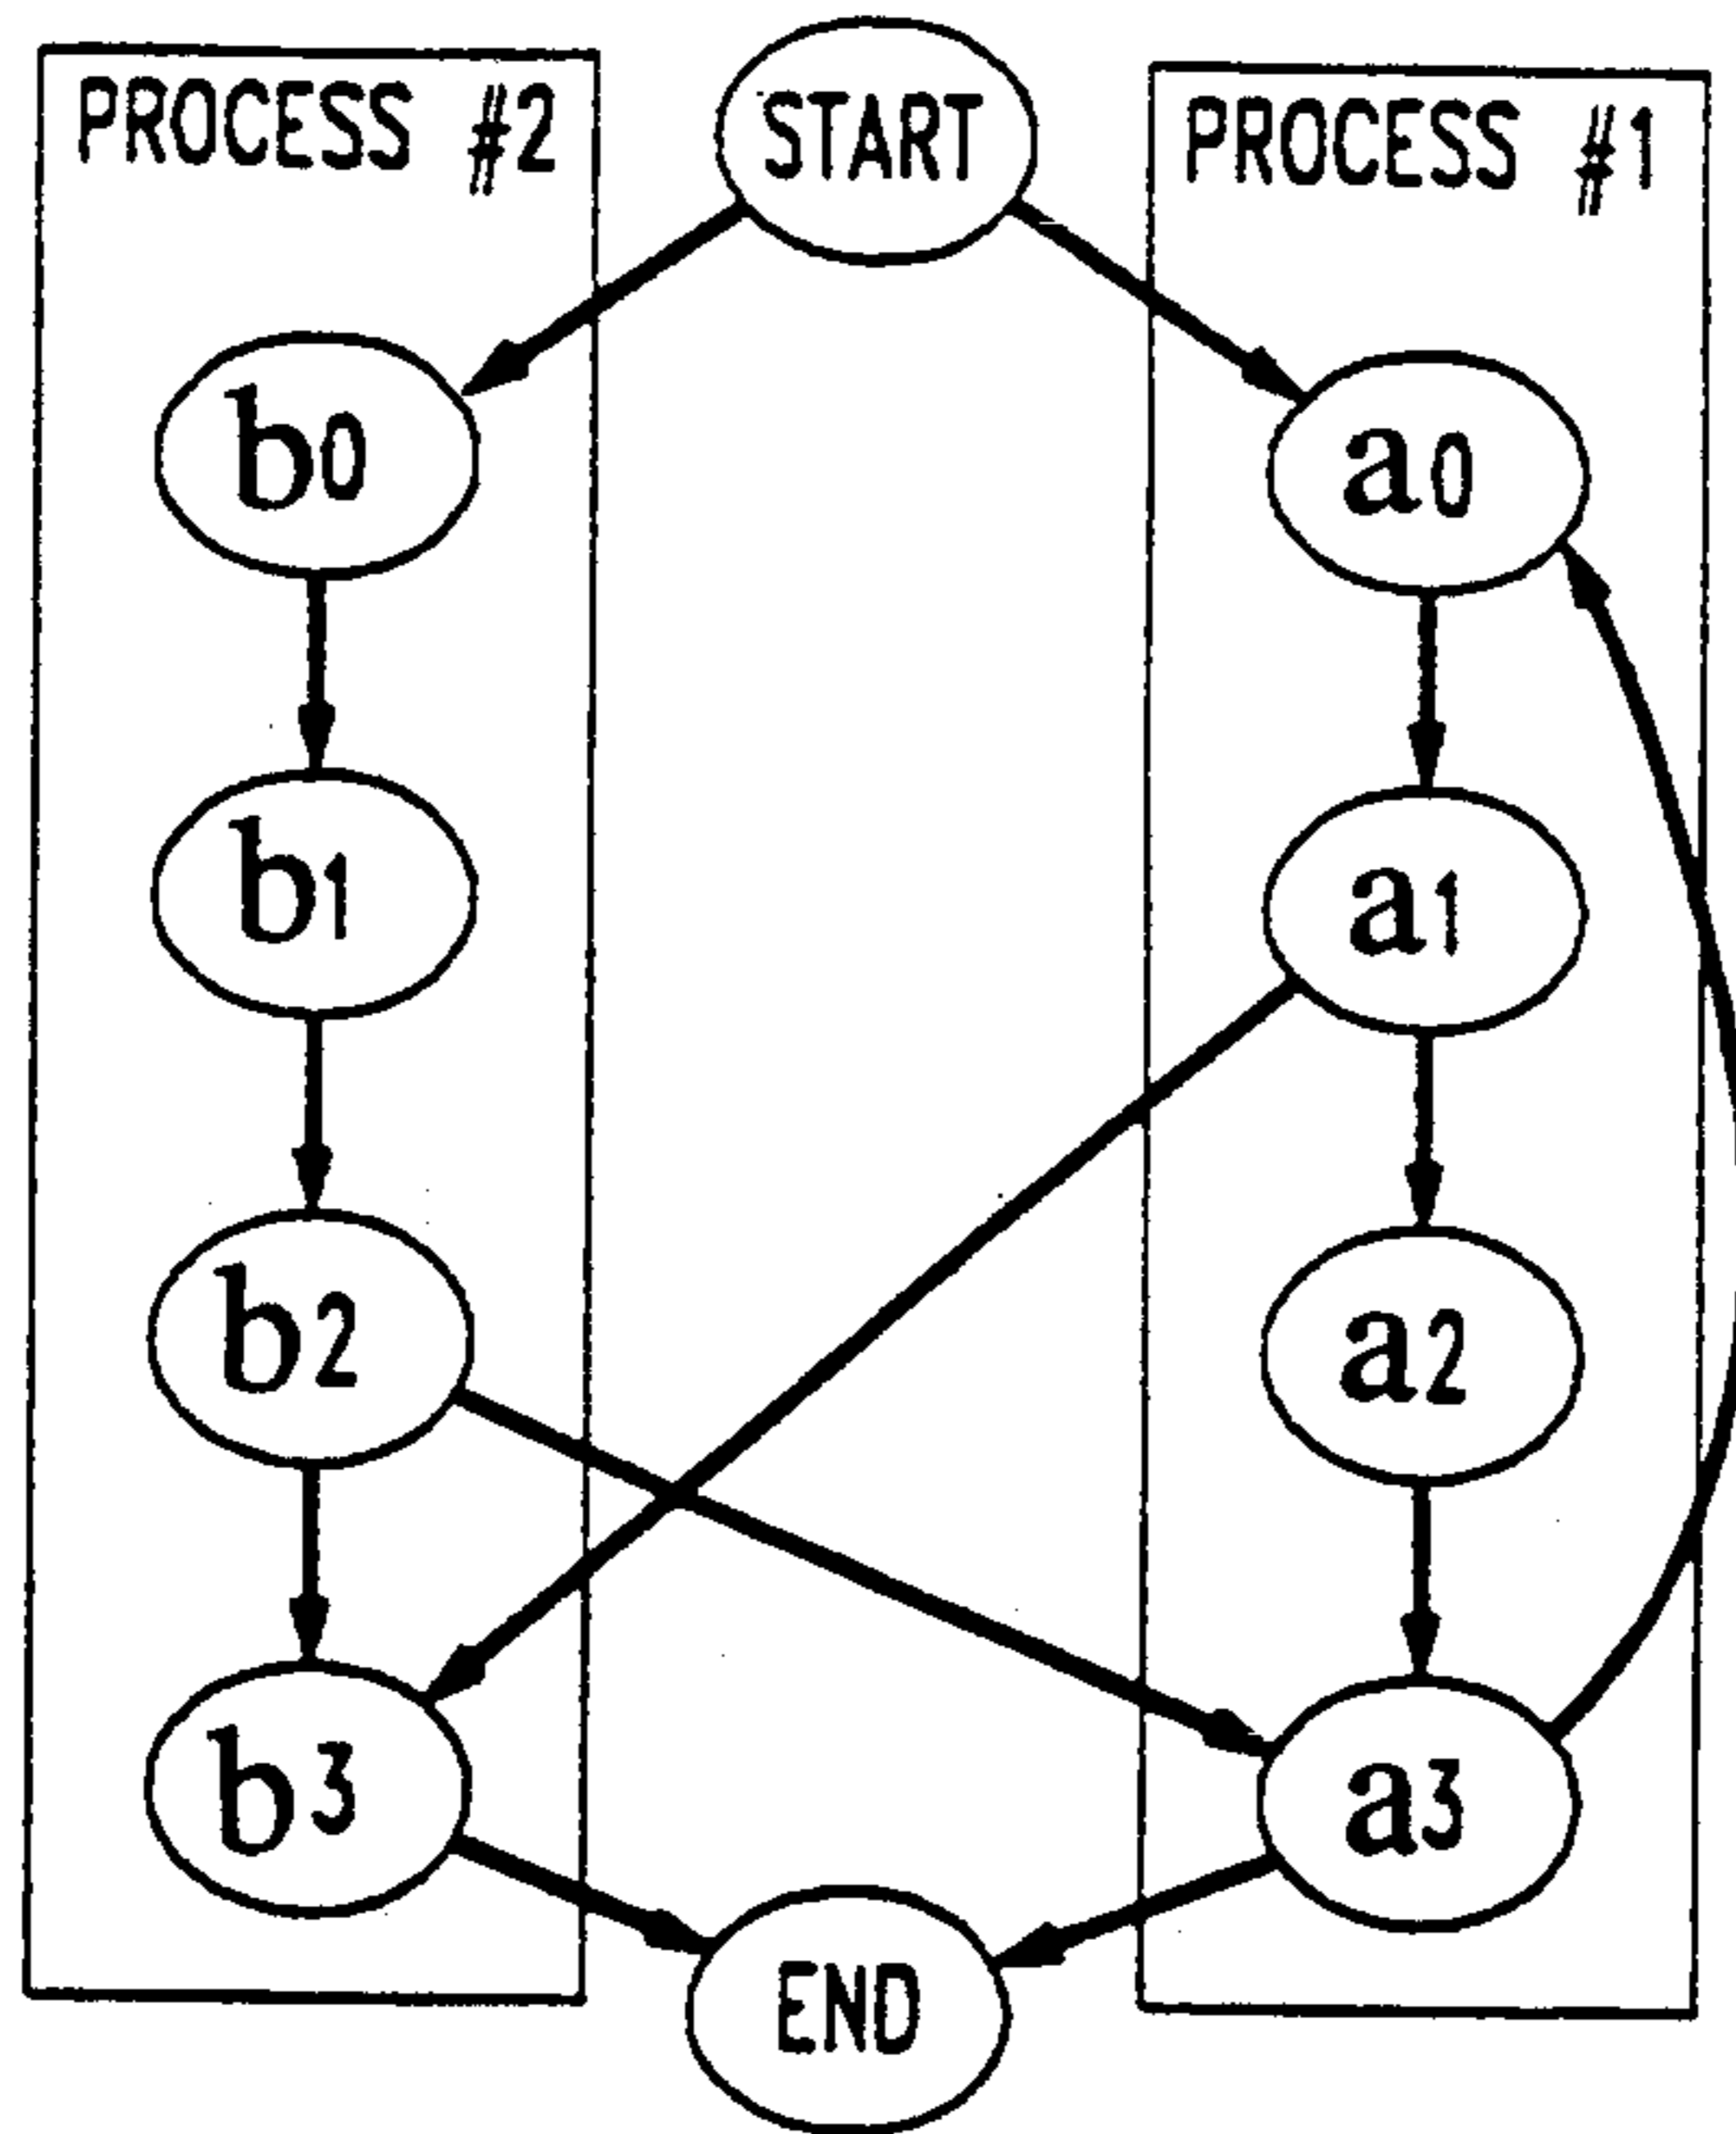 PROCESS #2
START
PROCESS #1
b0
a0
b1
a1
b2
a2
b3
a3
END